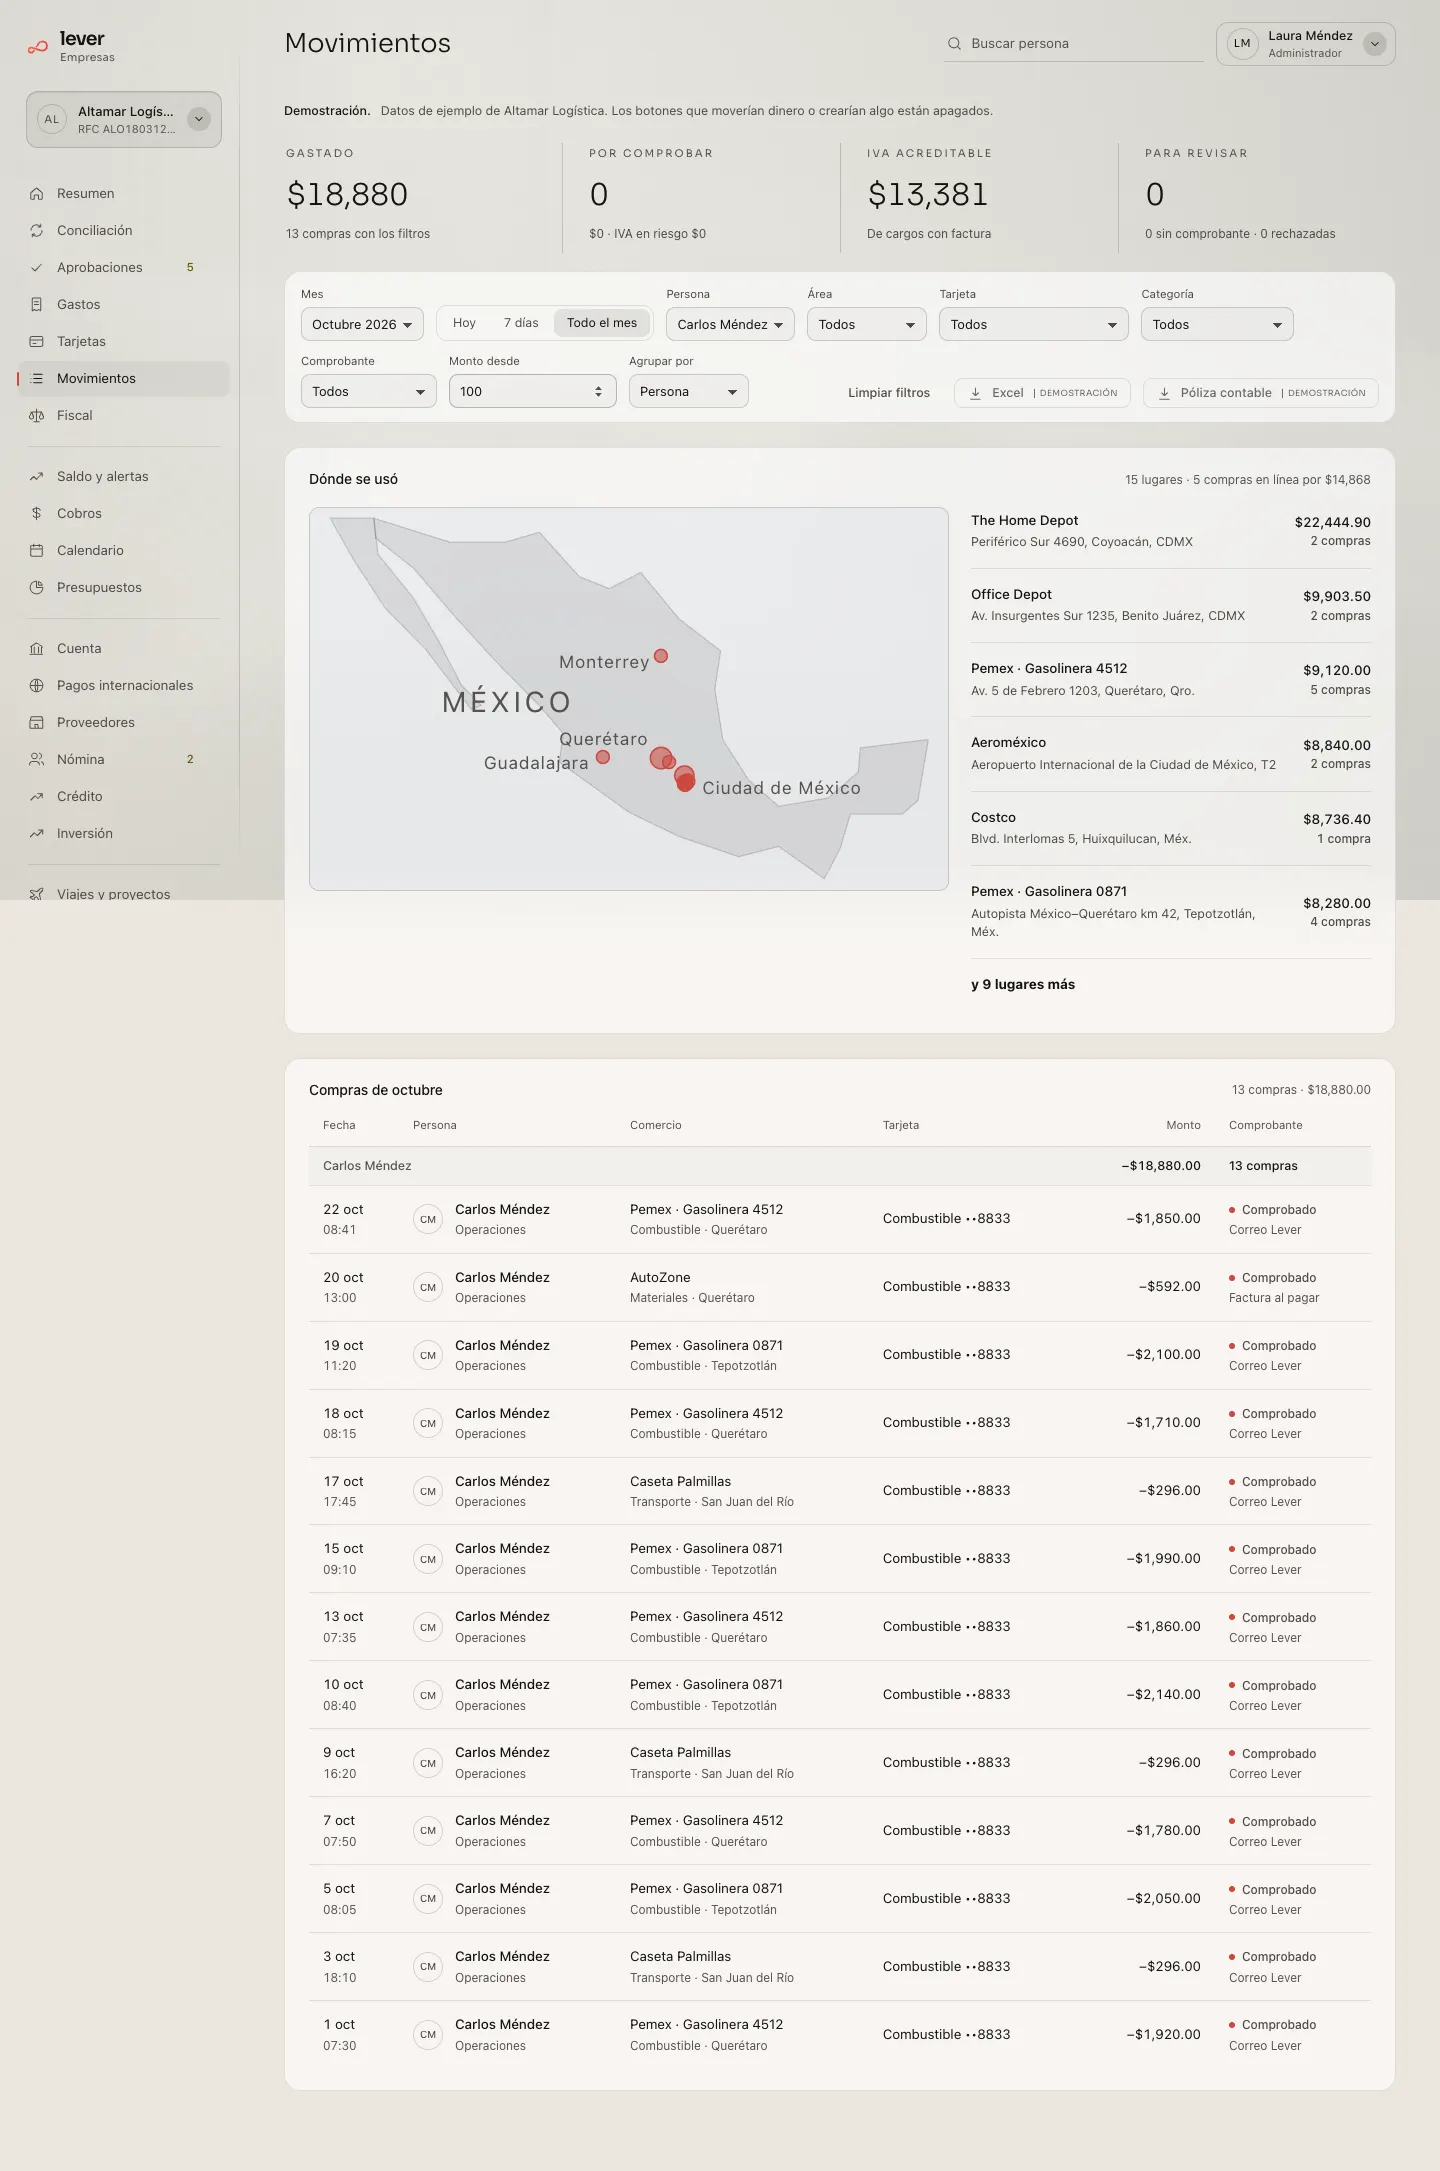 lever
Empresas
AL
Altamar Logís...
RFC ALO180312...
Resumen
Conciliación
Aprobaciones 5
Gastos
Tarjetas
Movimientos
Fiscal
Saldo y alertas
Cobros
Calendario
Presupuestos
Cuenta
Pagos internacionales
Proveedores
Nómina 2
Crédito
Inversión
Viajes y proyectos
Movimientos
Buscar persona
LM
Laura Méndez
Administrador
Demostración. Datos de ejemplo de Altamar Logística. Los botones que moverían dinero o crearían algo están apagados.
GASTADO
$18,880
13 compras con los filtros
POR COMPROBAR
0
$0 · IVA en riesgo $0
IVA ACREDITABLE
$13,381
De cargos con factura
PARA REVISAR
0
0 sin comprobante · 0 rechazadas
Mes
Octubre 2026
Hoy 7 días Todo el mes
Persona
Carlos Méndez
Área
Todos
Tarjeta
Todos
Categoría
Todos
Comprobante
Todos
Monto desde
100
Agrupar por
Persona
Limpiar filtros
Excel | DEMOSTRACIÓN
Póliza contable | DEMOSTRACIÓN
Dónde se usó
15 lugares · 5 compras en línea por $14,868
Monterrey
MÉXICO
Querétaro
Guadalajara
Ciudad de México
The Home Depot $22,444.90
Periférico Sur 4690, Coyoacán, CDMX 2 compras
Office Depot $9,903.50
Av. Insurgentes Sur 1235, Benito Juárez, CDMX 2 compras
Pemex · Gasolinera 4512 $9,120.00
Av. 5 de Febrero 1203, Querétaro, Qro. 5 compras
Aeroméxico $8,840.00
Aeropuerto Internacional de la Ciudad de México, T2 2 compras
Costco $8,736.40
Blvd. Interlomas 5, Huixquilucan, Méx. 1 compra
Pemex · Gasolinera 0871 $8,280.00
Autopista México–Querétaro km 42, Tepotzotlán, 4 compras
Méx.
y 9 lugares más
Compras de octubre 13 compras · $18,880.00
Fecha Persona Comercio Tarjeta Monto Comprobante
Carlos Méndez –$18,880.00 13 compras
22 oct CM Carlos Méndez Pemex · Gasolinera 4512 Combustible ··8833 –$1,850.00 Comprobado
08:41 Operaciones Combustible · Querétaro Correo Lever
20 oct CM Carlos Méndez AutoZone Combustible ··8833 –$592.00 Comprobado
13:00 Operaciones Materiales · Querétaro Factura al pagar
19 oct CM Carlos Méndez Pemex · Gasolinera 0871 Combustible ··8833 –$2,100.00 Comprobado
11:20 Operaciones Combustible · Tepotzotlán Correo Lever
18 oct CM Carlos Méndez Pemex · Gasolinera 4512 Combustible ··8833 –$1,710.00 Comprobado
08:15 Operaciones Combustible · Querétaro Correo Lever
17 oct CM Carlos Méndez Caseta Palmillas Combustible ··8833 –$296.00 Comprobado
17:45 Operaciones Transporte · San Juan del Río Correo Lever
15 oct CM Carlos Méndez Pemex · Gasolinera 0871 Combustible ··8833 –$1,990.00 Comprobado
09:10 Operaciones Combustible · Tepotzotlán Correo Lever
13 oct CM Carlos Méndez Pemex · Gasolinera 4512 Combustible ··8833 –$1,860.00 Comprobado
07:35 Operaciones Combustible · Querétaro Correo Lever
10 oct CM Carlos Méndez Pemex · Gasolinera 0871 Combustible ··8833 –$2,140.00 Comprobado
08:40 Operaciones Combustible · Tepotzotlán Correo Lever
9 oct CM Carlos Méndez Caseta Palmillas Combustible ··8833 –$296.00 Comprobado
16:20 Operaciones Transporte · San Juan del Río Correo Lever
7 oct CM Carlos Méndez Pemex · Gasolinera 4512 Combustible ··8833 –$1,780.00 Comprobado
07:50 Operaciones Combustible · Querétaro Correo Lever
5 oct CM Carlos Méndez Pemex · Gasolinera 0871 Combustible ··8833 –$2,050.00 Comprobado
08:05 Operaciones Combustible · Tepotzotlán Correo Lever
3 oct CM Carlos Méndez Caseta Palmillas Combustible ··8833 –$296.00 Comprobado
18:10 Operaciones Transporte · San Juan del Río Correo Lever
1 oct CM Carlos Méndez Pemex · Gasolinera 4512 Combustible ··8833 –$1,920.00 Comprobado
07:30 Operaciones Combustible · Querétaro Correo Lever